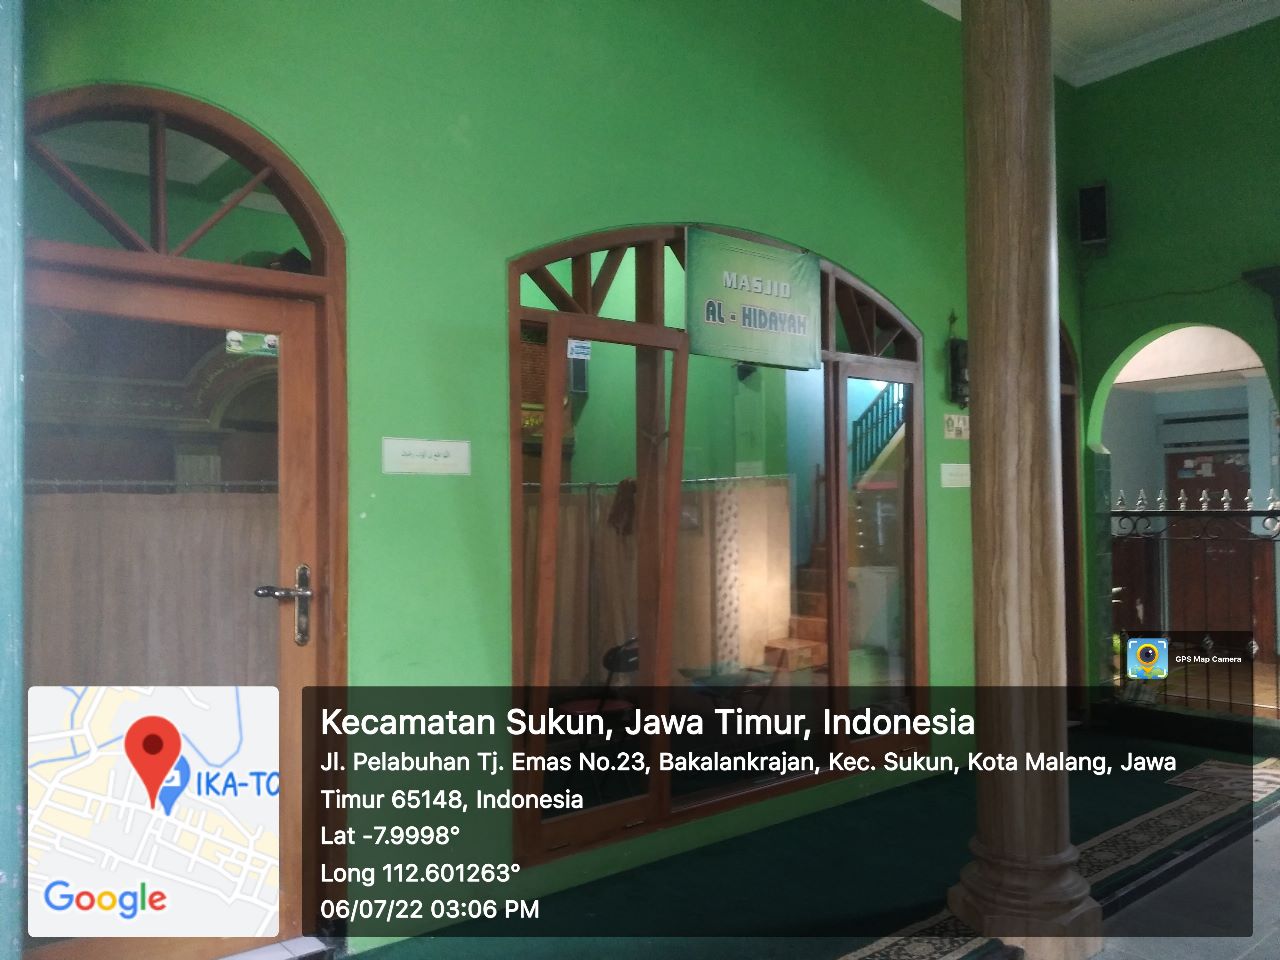 MASJID
AL - HIDAYAH
GPS Map Camera
IKA-TO
Google
Kecamatan Sukun, Jawa Timur, Indonesia
Jl. Pelabuhan Tj. Emas No.23, Bakalankrajan, Kec. Sukun, Kota Malang, Jawa
Timur 65148, Indonesia
Lat -7.9998°
Long 112.601263°
06/07/22 03:06 PM